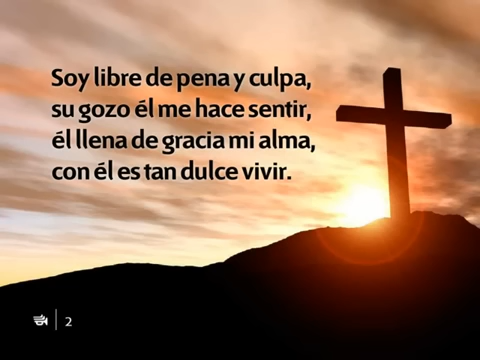 Soy libre de pena y culpa,
su gozo él me hace sentir,
él llena de gracia mi alma,
con él es tan dulce vivir.
2